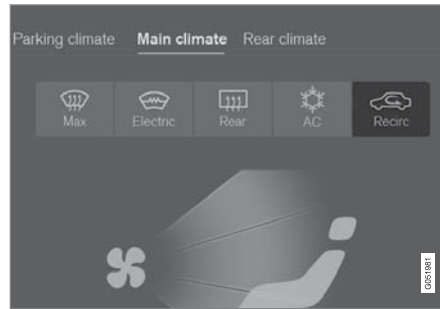 Parking climate Main climate Rear climate
Max Electric Rear AC Recirc
G051981